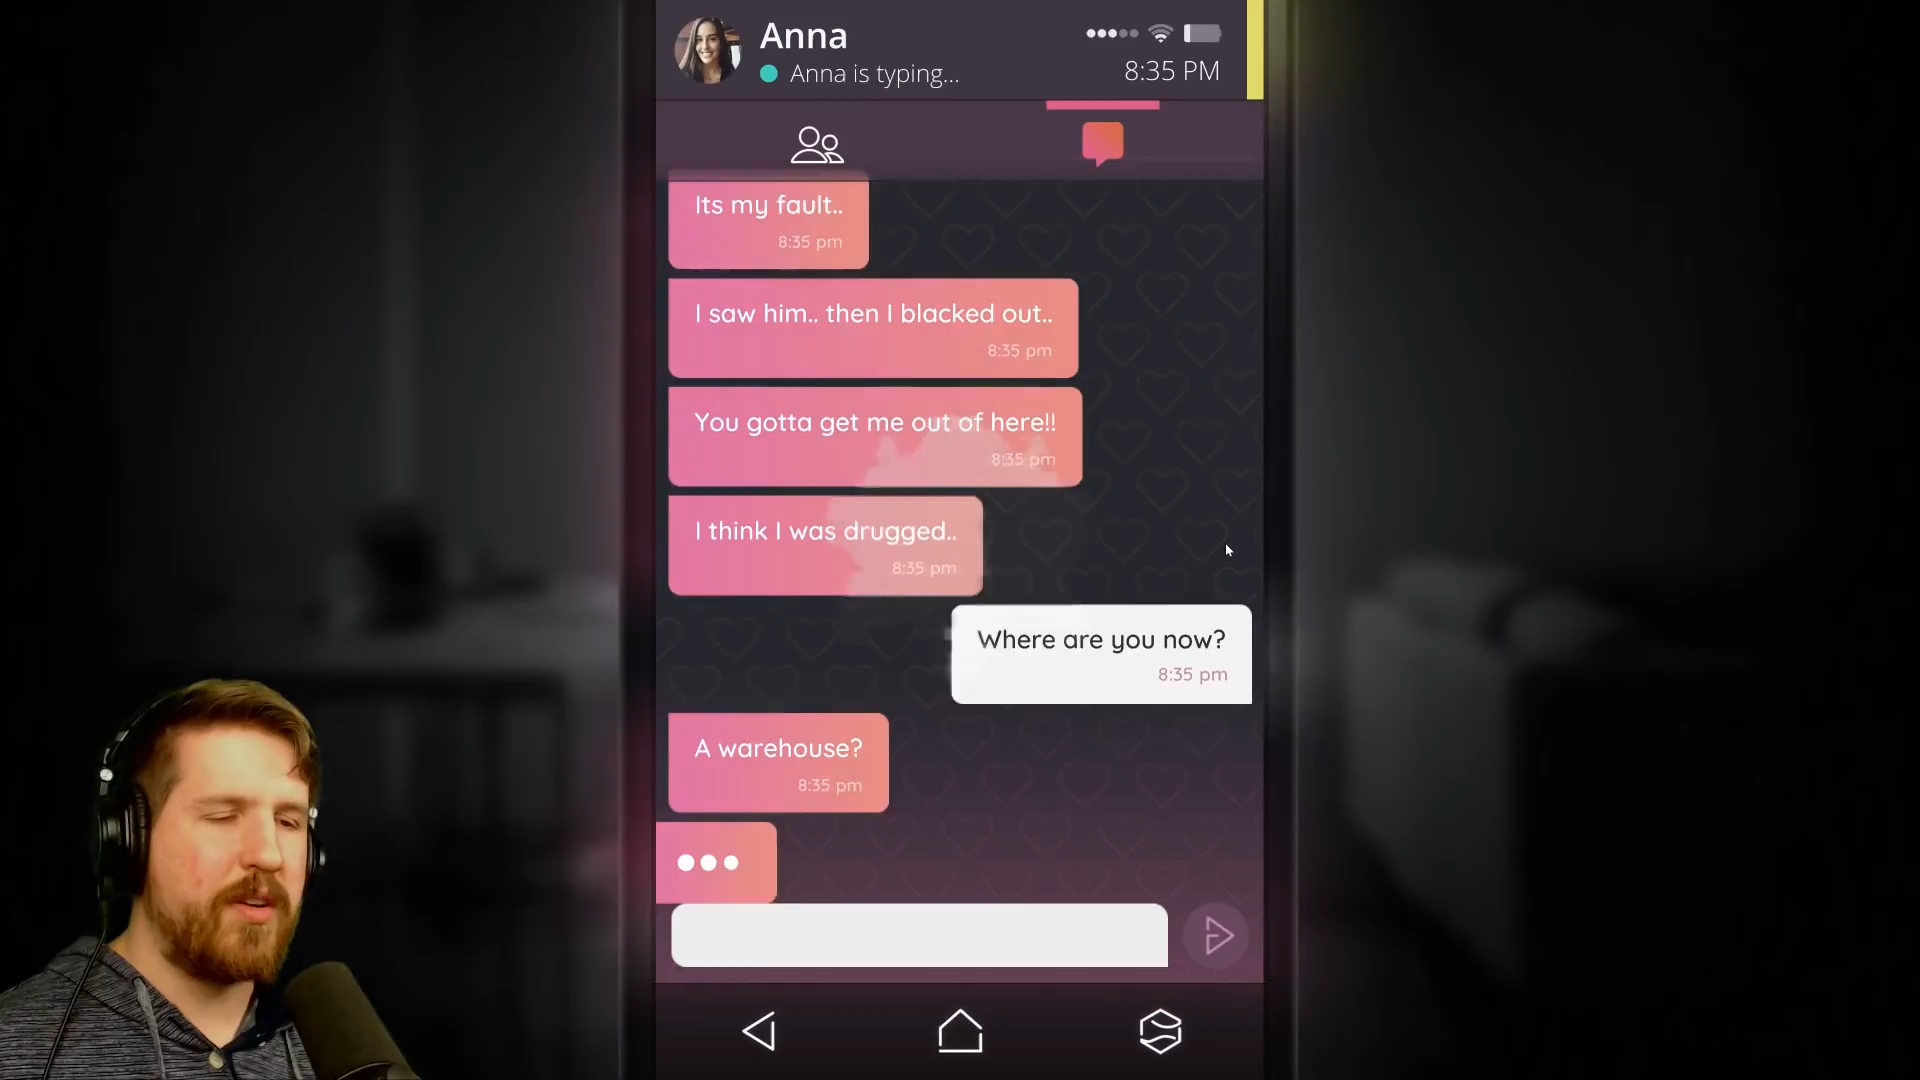 Anna
Anna is typing...
8:35 PM
Its my fault..
8:35 pm
I saw him.. then I blacked out..
8:35 pm
You gotta get me out of here!!
8:35 pm
I think I was drugged..
8:35 pm
Where are you now?
8:35 pm
A warehouse?
8:35 pm